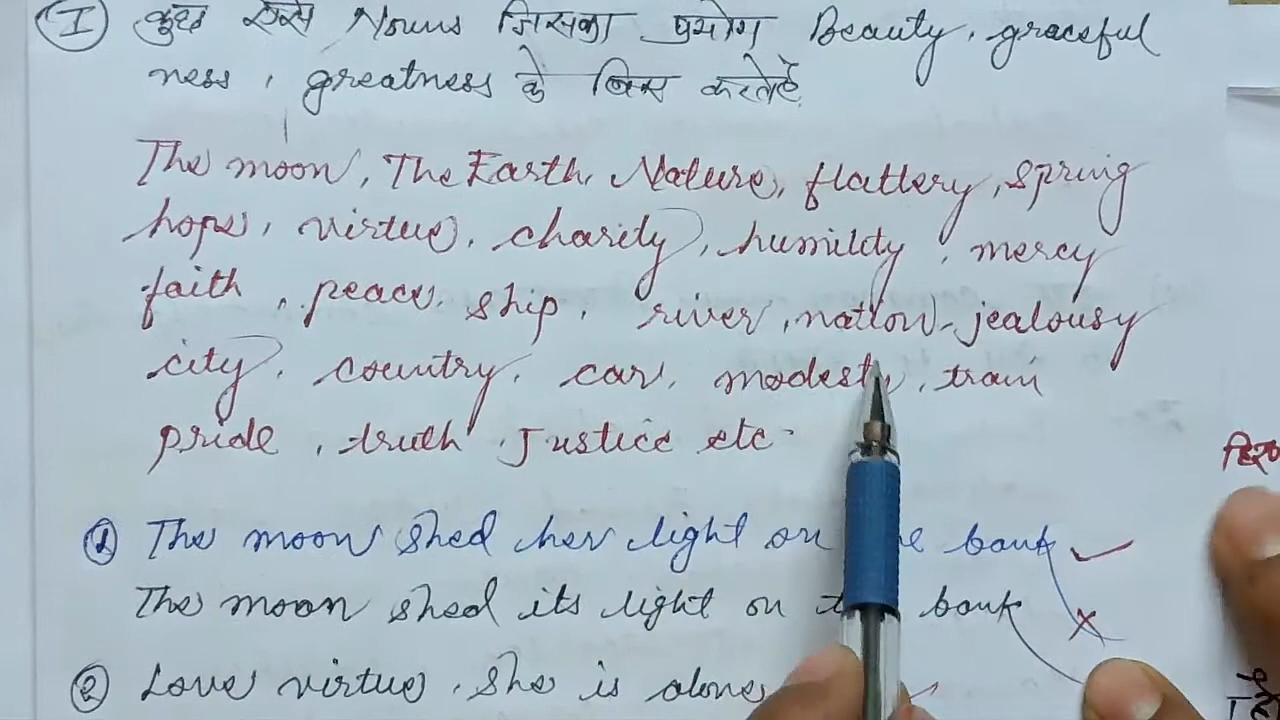 I कुछ ऐसे Nouns जिसका प्रयोग Beauty, graceful
ness, greatness के लिए करते हैं
The moon, The Earth, Nature, flattery, spring
hope, virtue, charity, humility, mercy
faith, peace, ship, river, nation, jealousy
city, country, car, modesty, train
pride, truth, Justice etc.
① The moon shed her light on the bank ✓
The moon shed its light on bank ×
② Love virtue, she is alone